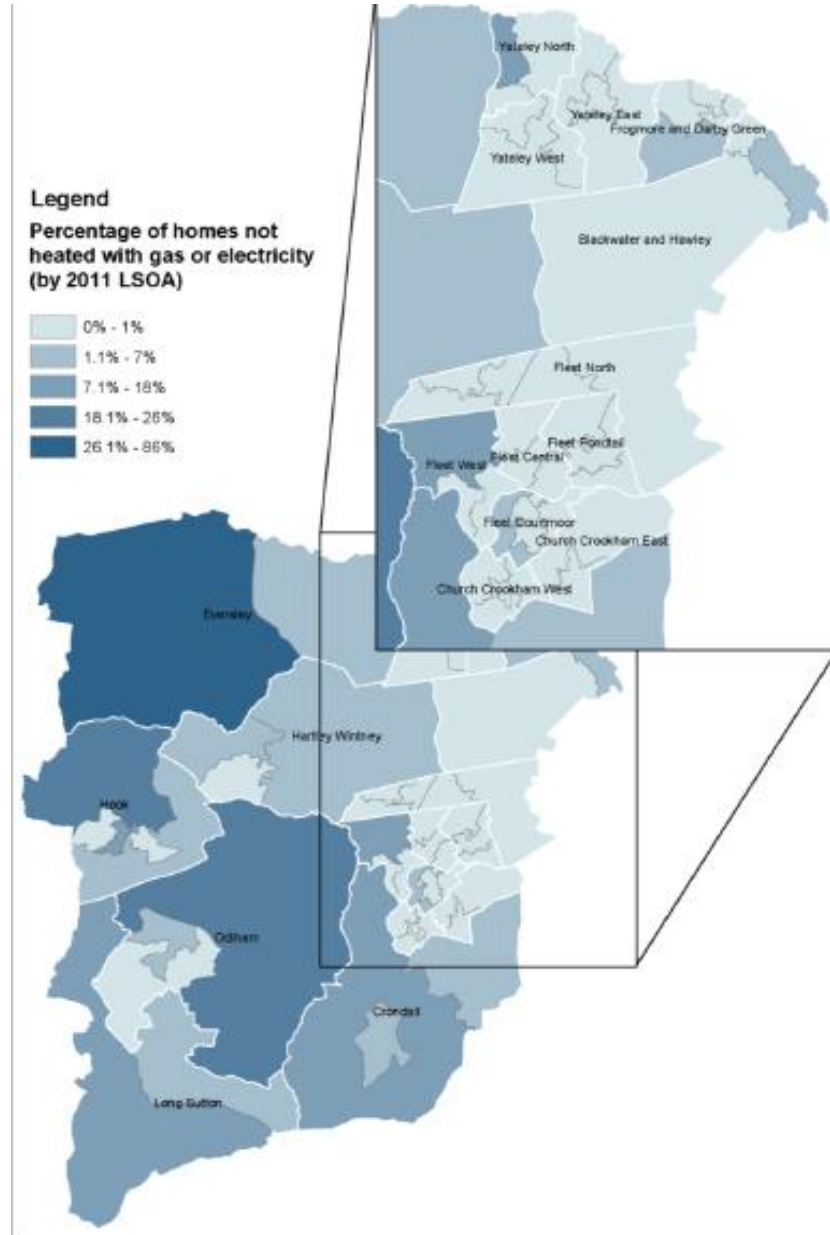 Yateley North
Yateley East
Frogmore and Darby Green
Yateley West
Legend
Percentage of homes not
heated with gas or electricity
(by 2011 LSOA)
Blackwater and Hawley
0% - 1%
1.1% - 7%
7.1% - 18%
18.1% - 26%
26.1% - 86%
Fleet North
Fleet Pondtail
Fleet Central
Fleet West
Fleet Courtmoor
Church Crookham East
Church Crookham West
Eversley
Hartley Wintney
Hook
Odiham
Crondall
Long Sutton